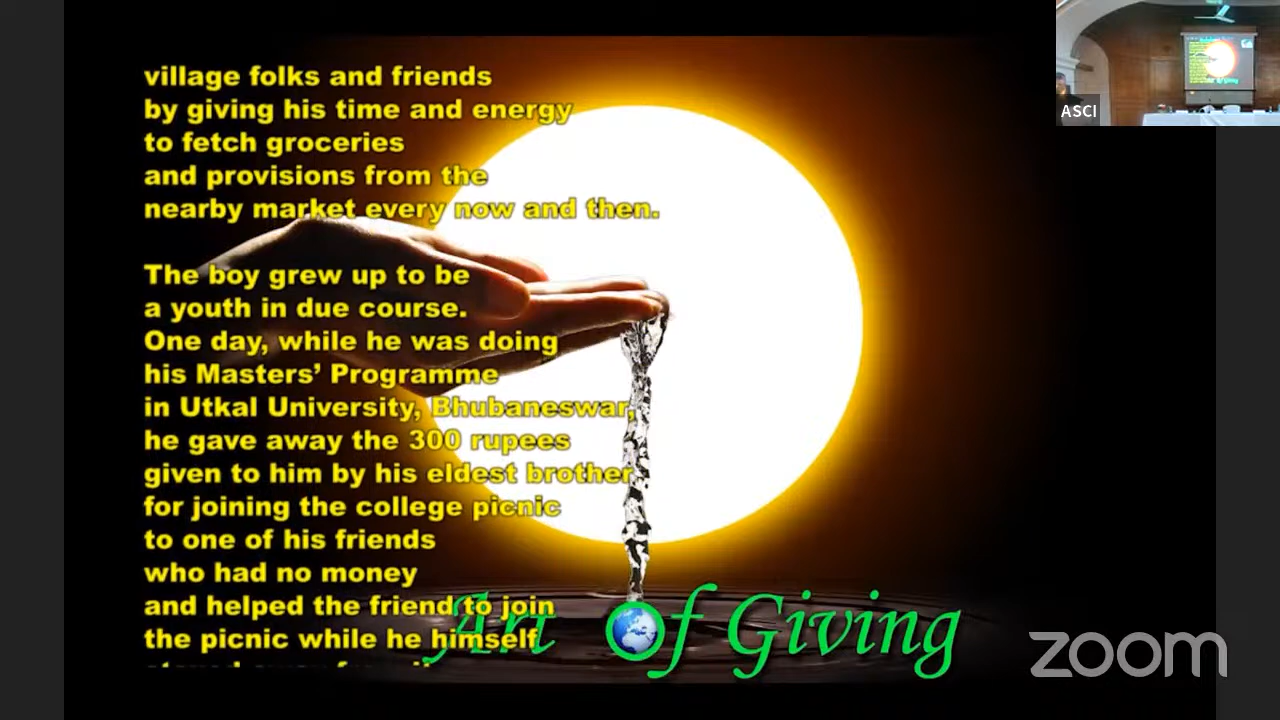 village folks and friends
by giving his time and energy
to fetch groceries
and provisions from the
nearby market every now and then.
The boy grew up to be
a youth in due course.
One day, while he was doing
his Masters’ Programme
in Utkal University, Bhubaneswar,
he gave away the 300 rupees
given to him by his eldest brother
for joining the college picnic
to one of his friends
who had no money
and helped the friend to join
the picnic while he himself
Art Of Giving
ASCI
zoom